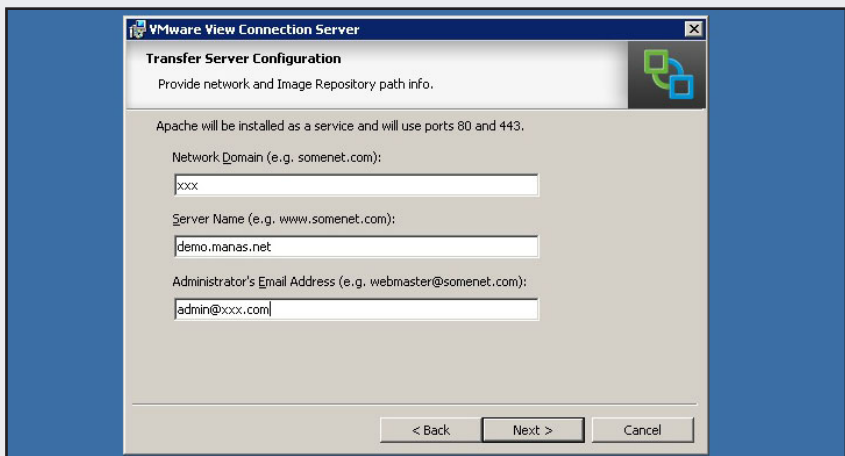 VMware View Connection Server
Transfer Server Configuration
Provide network and Image Repository path info.
Apache will be installed as a service and will use ports 80 and 443.
Network Domain (e.g. somenet.com):
xxx
Server Name (e.g. www.somenet.com):
demo.manas.net
Administrator's Email Address (e.g. webmaster@somenet.com):
admin@xxx.com
< Back Next > Cancel